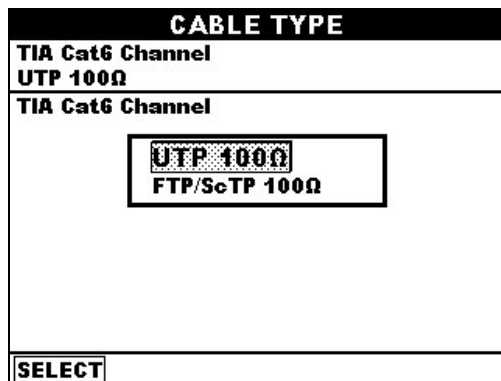 CABLE TYPE
TIA Cat6 Channel
UTP 100Ω
TIA Cat6 Channel
UTP 100Ω
FTP/ScTP 100Ω
SELECT